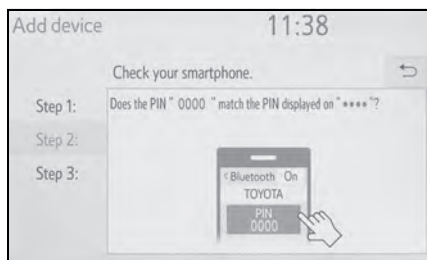 Add device
11:38
Check your smartphone.
Step 1:
Does the PIN " 0000 " match the PIN displayed on " **** "?
Step 2:
Step 3:
< Bluetooth On
TOYOTA
PIN
0000